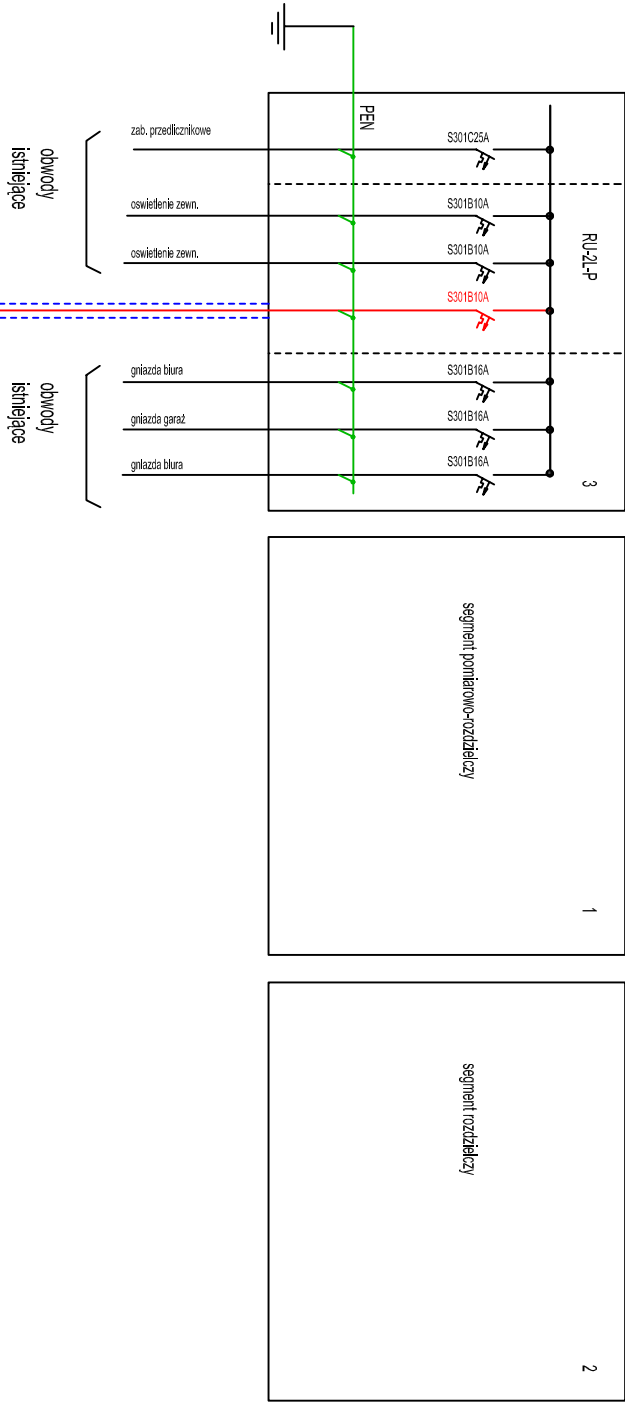 PEN
RU-2L-P
S301C25A
S301B10A
S301B10A
S301B10A
S301B16A
S301B16A
S301B16A
zab. przedlicznikowe
oswietlenie zewn.
oswietlenie zewn.
gniazda biura
gniazda garaż
gniazda biura
obwody
istniejące
obwody
istniejące
3
segment pomiarowo-rozdzielczy
1
segment rozdzielczy
2